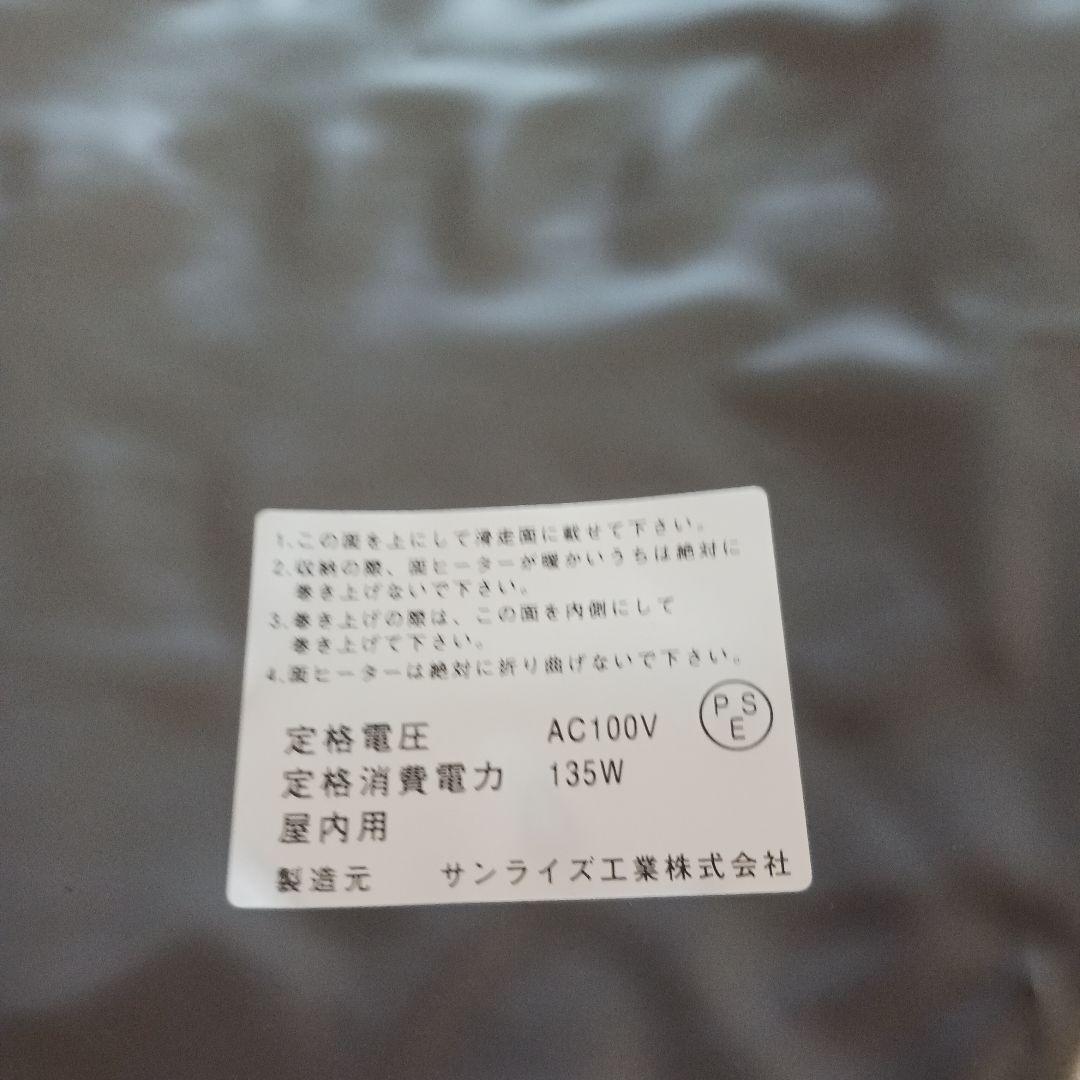 1.この面を上にして滑走面に載せて下さい。
2.収納の際、面ヒーターが暖かいうちは絶対に
巻き上げないで下さい。
3.巻き上げの際は、この面を内側にして
巻き上げて下さい。
4.面ヒーターは絶対に折り曲げないで下さい。
定格電圧 AC100V PSE
定格消費電力 135W
屋内用
製造元 サンライズ工業株式会社